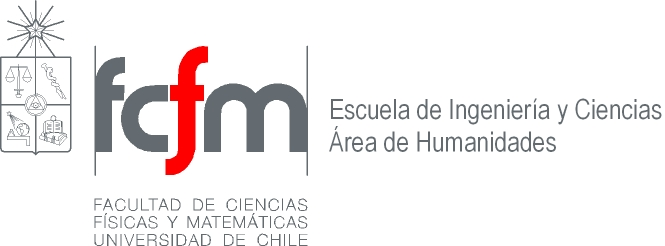 fcfm
Escuela de Ingeniería y Ciencias
Área de Humanidades
FACULTAD DE CIENCIAS
FÍSICAS Y MATEMÁTICAS
UNIVERSIDAD DE CHILE